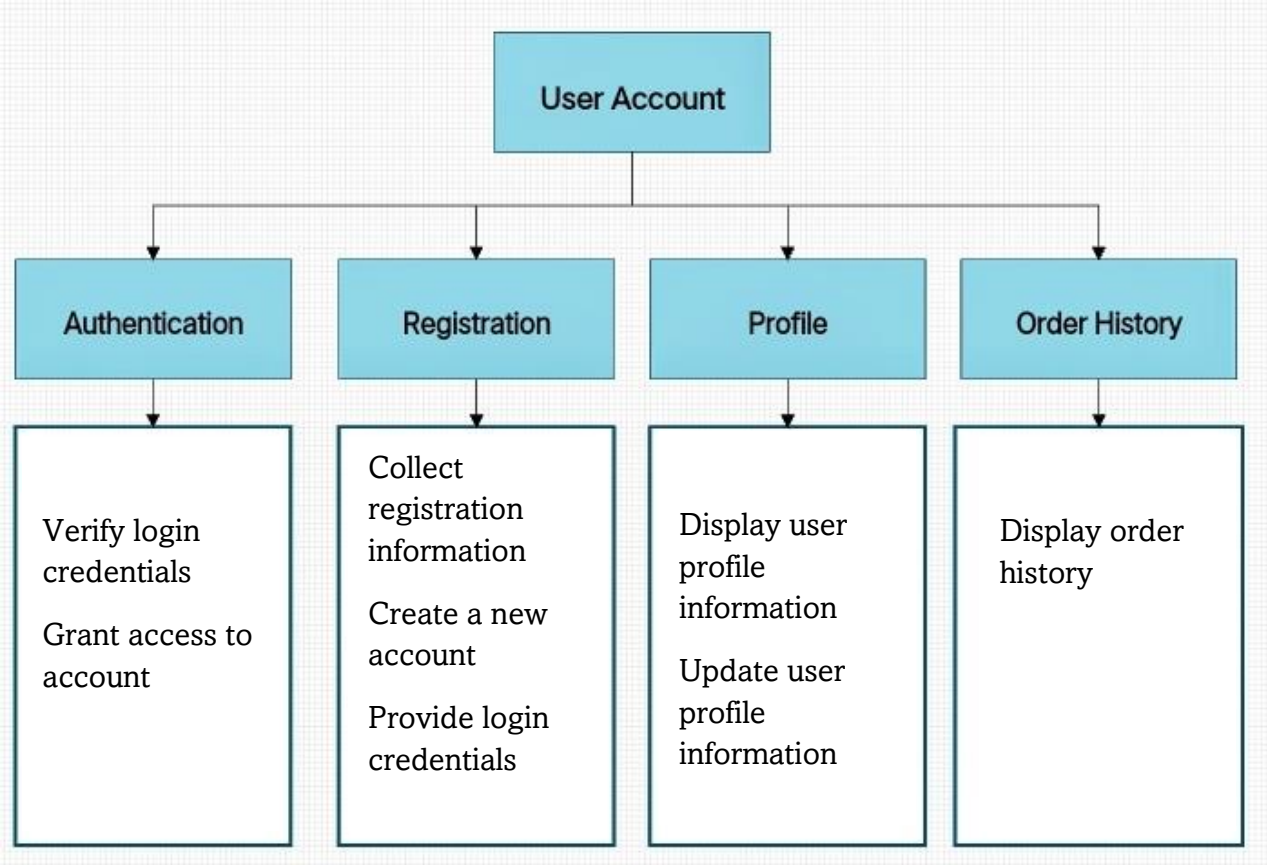 User Account
Authentication
Registration
Profile
Order History
Verify login
credentials
Grant access to
account
Collect
registration
information
Create a new
account
Provide login
credentials
Display user
profile
information
Update user
profile
information
Display order
history